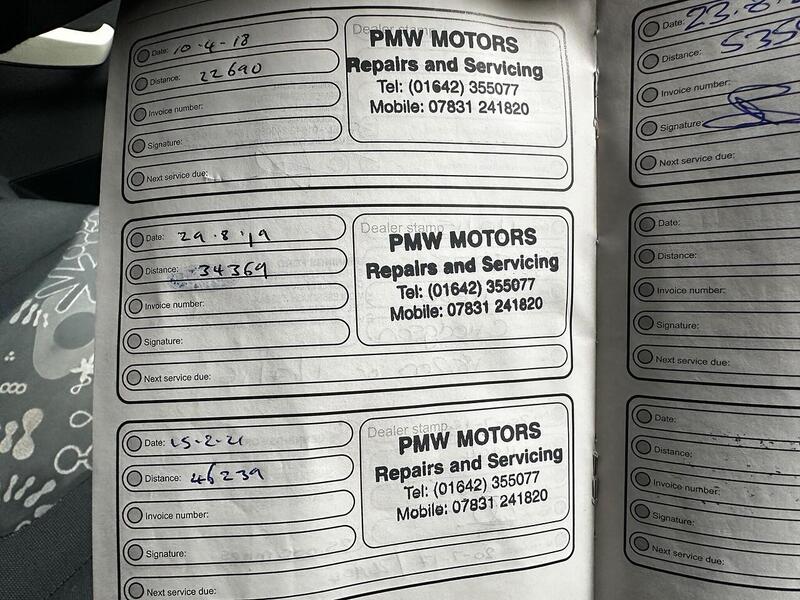 Date: 10-4-18
Distance: 22690
Invoice number:
Signature:
Next service due:
Dealer stamp
PMW MOTORS
Repairs and Servicing
Tel: (01642) 355077
Mobile: 07831 241820
Date: 29.8.19
Distance: 34369
Invoice number:
Signature:
Next service due:
Dealer stamp
PMW MOTORS
Repairs and Servicing
Tel: (01642) 355077
Mobile: 07831 241820
Date: 15-2-21
Distance: 46239
Invoice number:
Signature:
Next service due:
Dealer stamp
PMW MOTORS
Repairs and Servicing
Tel: (01642) 355077
Mobile: 07831 241820
Date: 23.8.2
Distance: 5359
Invoice number:
Signature:
Next service due:
Date:
Distance:
Invoice number:
Signature:
Next service due:
Date:
Distance:
Invoice number:
Signature:
Next service due: